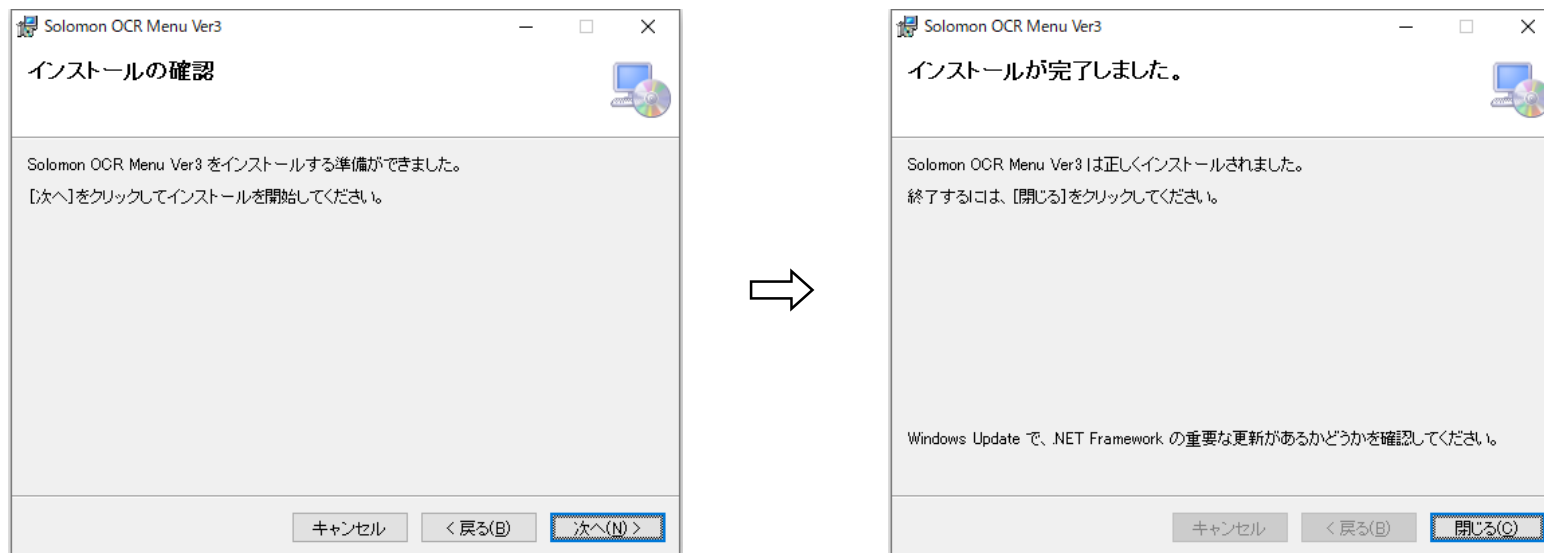 Solomon OCR Menu Ver3
インストールの確認
Solomon OCR Menu Ver3 をインストールする準備ができました。
[次へ]をクリックしてインストールを開始してください。
キャンセル
< 戻る(B)
次へ(N) >
Solomon OCR Menu Ver3
インストールが完了しました。
Solomon OCR Menu Ver3 は正しくインストールされました。
終了するには、[閉じる]をクリックしてください。
Windows Update で、.NET Framework の重要な更新があるかどうかを確認してください。
キャンセル
< 戻る(B)
閉じる(C)